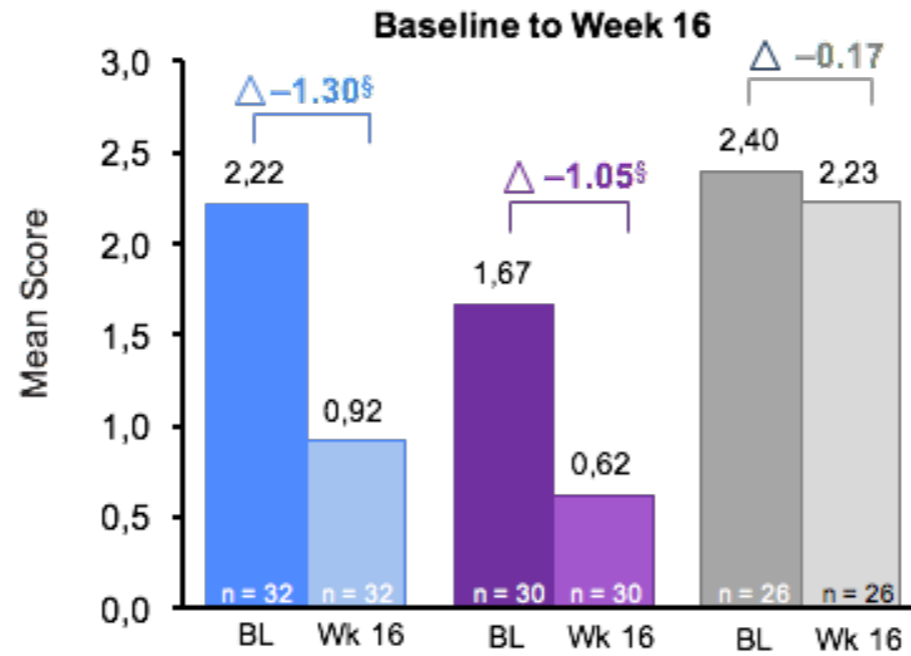 Baseline to Week 16
Mean Score
3,0
2,5
2,0
1,5
1,0
0,5
0,0
△ –1.30§
2,22
0,92
n = 32 n = 32
BL Wk 16
△ –1.05§
1,67
0,62
n = 30 n = 30
BL Wk 16
△ –0.17
2,40
2,23
n = 26 n = 26
BL Wk 16